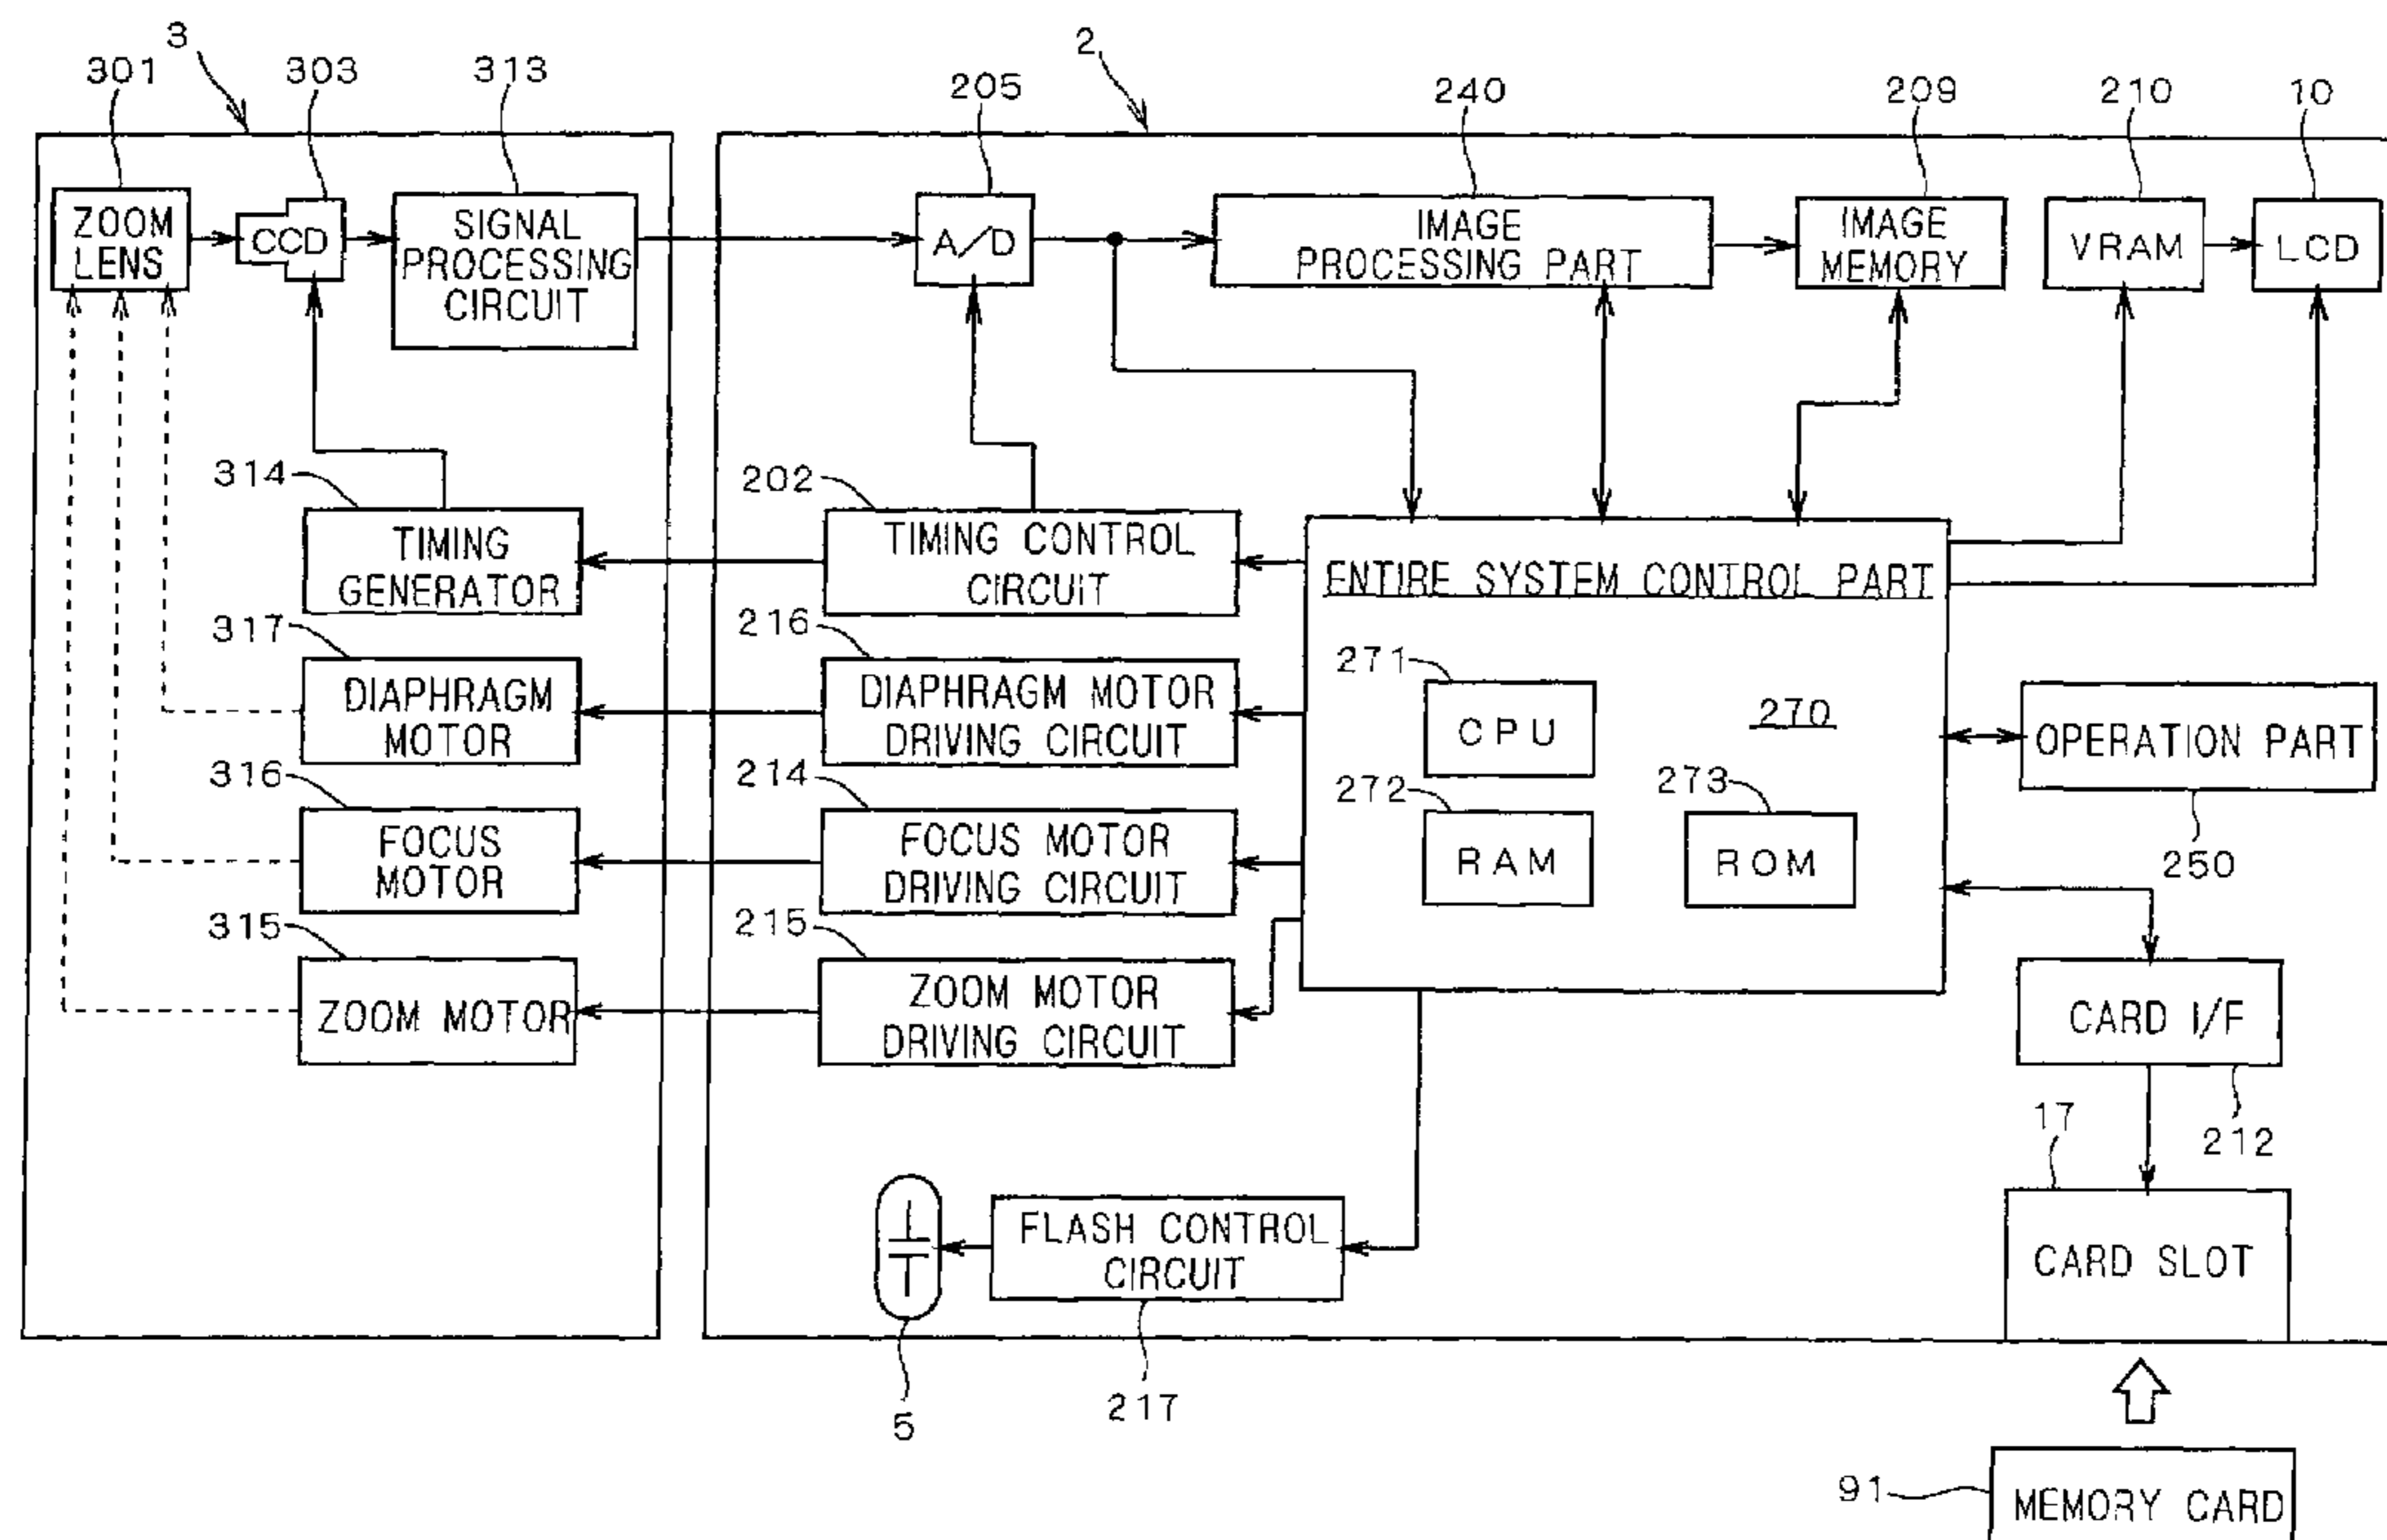 3
2
301
303
313
205
240
209
210
10
ZOOM
LENS
CCD
SIGNAL
PROCESSING
CIRCUIT
A/D
IMAGE
PROCESSING PART
IMAGE
MEMORY
VRAM
LCD
314
TIMING
GENERATOR
202
TIMING CONTROL
CIRCUIT
ENTIRE SYSTEM CONTROL PART
317
DIAPHRAGM
MOTOR
216
DIAPHRAGM MOTOR
DRIVING CIRCUIT
271
CPU
270
OPERATION PART
250
316
FOCUS
MOTOR
214
FOCUS MOTOR
DRIVING CIRCUIT
272
RAM
273
ROM
315
ZOOM MOTOR
215
ZOOM MOTOR
DRIVING CIRCUIT
CARD I/F
212
17
CARD SLOT
FLASH CONTROL
CIRCUIT
5
217
91
MEMORY CARD